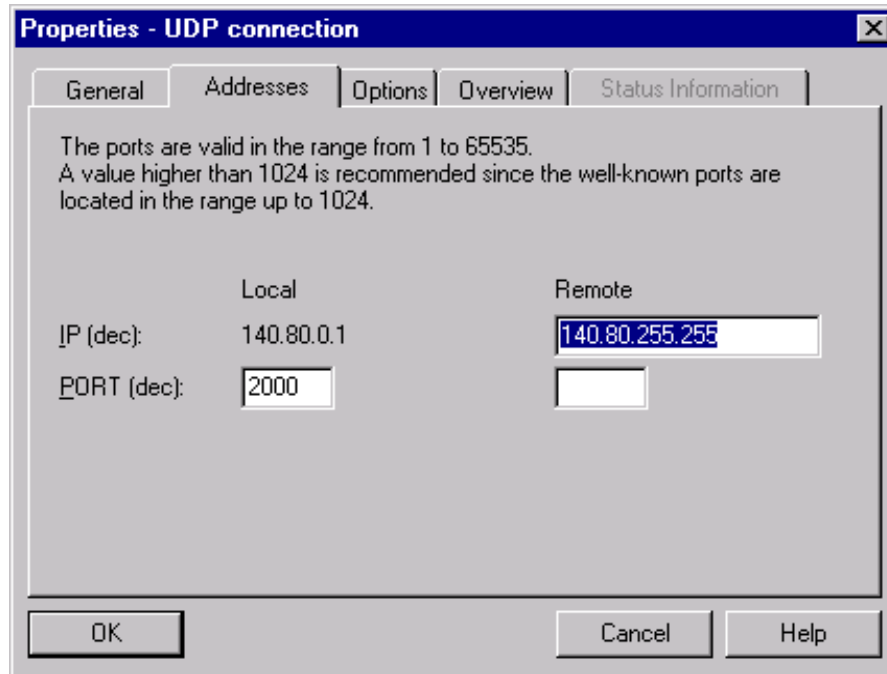 Properties - UDP connection
General Addresses Options Overview Status Information
The ports are valid in the range from 1 to 65535.
A value higher than 1024 is recommended since the well-known ports are
located in the range up to 1024.
Local Remote
IP (dec): 140.80.0.1 140.80.255.255
PORT (dec): 2000
OK Cancel Help